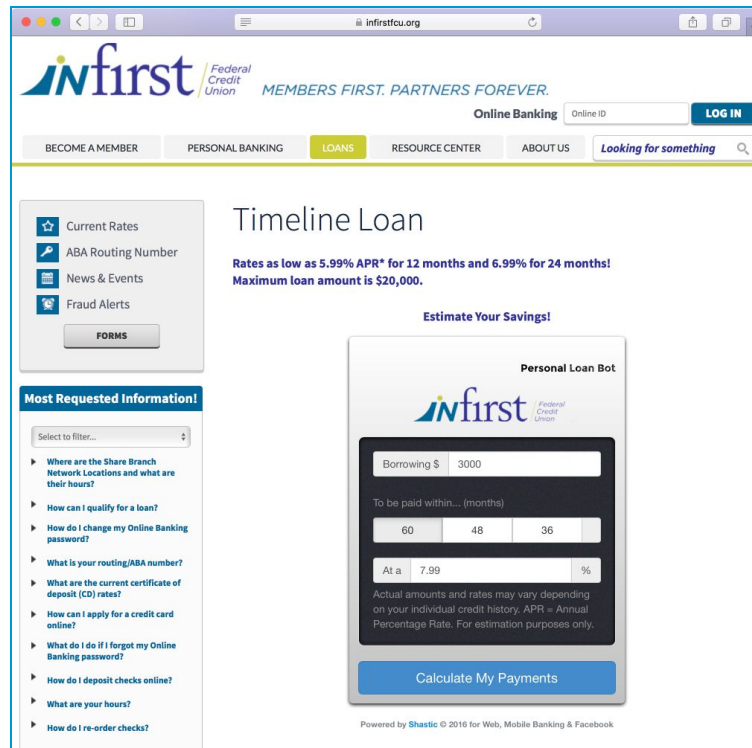 infirstfcu.org
infirst Federal
Credit
Union
MEMBERS FIRST. PARTNERS FOREVER.
Online Banking Online ID LOG IN
BECOME A MEMBER PERSONAL BANKING LOANS RESOURCE CENTER ABOUT US Looking for something
Current Rates
ABA Routing Number
News & Events
Fraud Alerts
FORMS
Most Requested Information!
Select to filter...
Where are the Share Branch
Network Locations and what are
their hours?
How can I qualify for a loan?
How do I change my Online Banking
password?
What is your routing/ABA number?
What are the current certificate of
deposit (CD) rates?
How can I apply for a credit card
online?
What do I do if I forgot my Online
Banking password?
How do I deposit checks online?
What are your hours?
How do I re-order checks?
Timeline Loan
Rates as low as 5.99% APR* for 12 months and 6.99% for 24 months!
Maximum loan amount is $20,000.
Estimate Your Savings!
Personal Loan Bot
infirst Federal
Credit
Union
Borrowing $ 3000
To be paid within... (months)
60 48 36
At a 7.99 %
Actual amounts and rates may vary depending
on your individual credit history. APR = Annual
Percentage Rate. For estimation purposes only.
Calculate My Payments
Powered by Shastic © 2016 for Web, Mobile Banking & Facebook